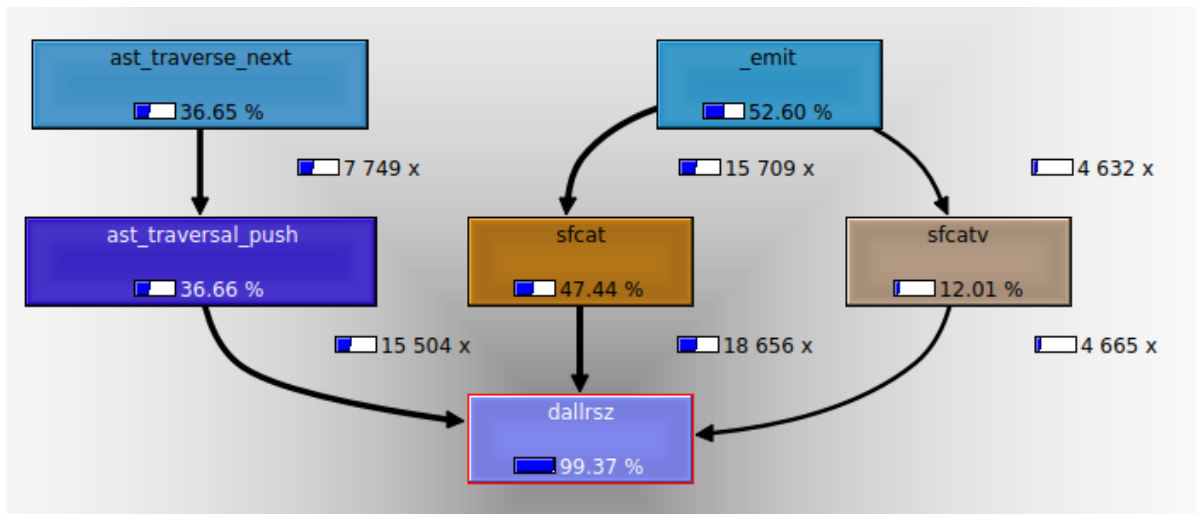 ast_traverse_next
36.65 %
_emit
52.60 %
7 749 x
15 709 x
4 632 x
ast_traversal_push
36.66 %
sfcat
47.44 %
sfcatv
12.01 %
15 504 x
18 656 x
4 665 x
dallrsz
99.37 %